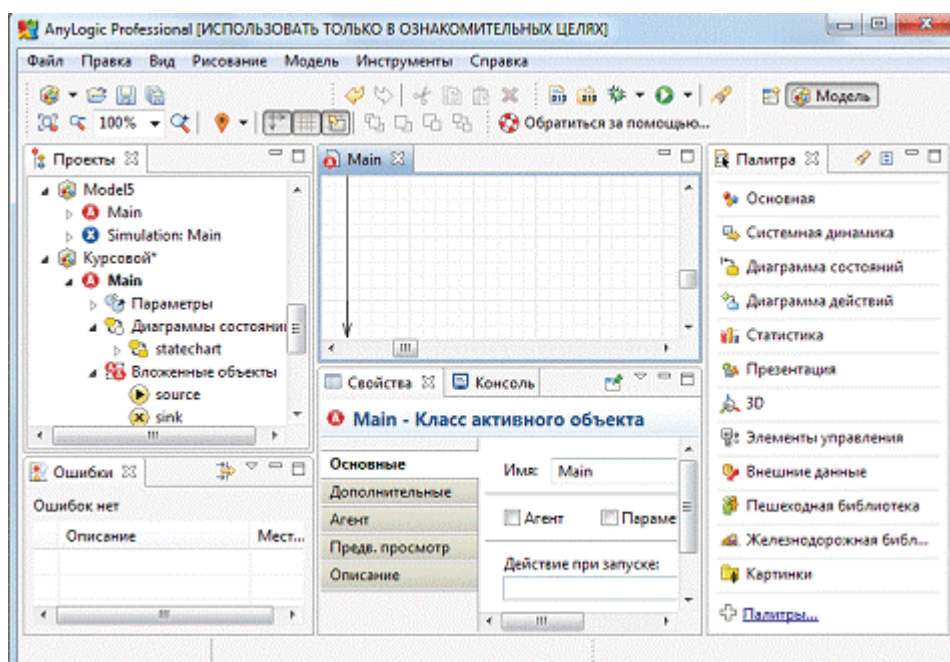 AnyLogic Professional [ИСПОЛЬЗОВАТЬ ТОЛЬКО В ОЗНАКОМИТЕЛЬНЫХ ЦЕЛЯХ]
Файл Правка Вид Рисование Модель Инструменты Справка
Модель
100% Обратиться за помощью...
Проекты
Model5
Main
Simulation: Main
Курсовой*
Main
Параметры
Диаграммы состояни
statechart
Вложенные объекты
source
sink
Ошибки
Ошибок нет
Описание Мест...
Main
Свойства Консоль
Main - Класс активного объекта
Основные
Дополнительные
Агент
Предв. просмотр
Описание
Имя: Main
Агент Параме
Действие при запуске:
Палитра
Основная
Системная динамика
Диаграмма состояний
Диаграмма действий
Статистика
Презентация
3D
Элементы управления
Внешние данные
Пешеходная библиотека
Железнодорожная библ...
Картинки
Палитры...